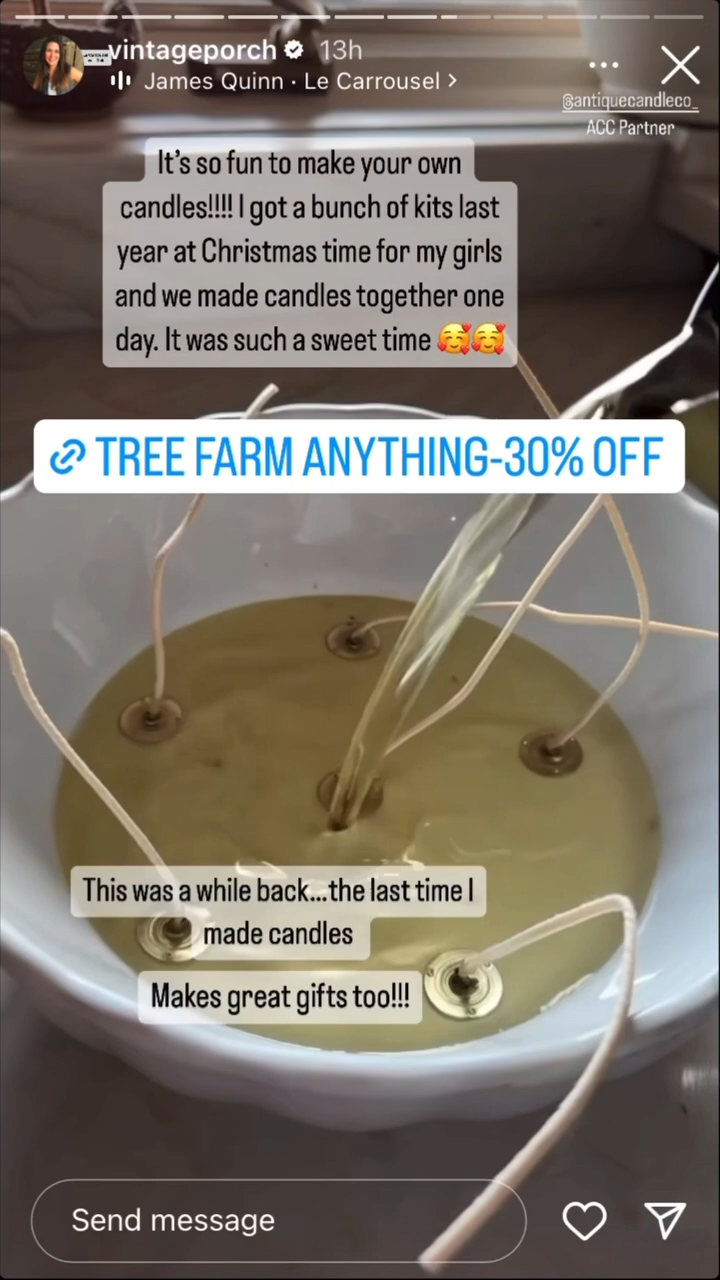 vintageporch 13h
James Quinn · Le Carrousel >
@antiquecandleco_
ACC Partner
It's so fun to make your own
candles!!!! I got a bunch of kits last
year at Christmas time for my girls
and we made candles together one
day. It was such a sweet time 🥰🥰
TREE FARM ANYTHING-30% OFF
This was a while back...the last time I
made candles
Makes great gifts too!!!
Send message